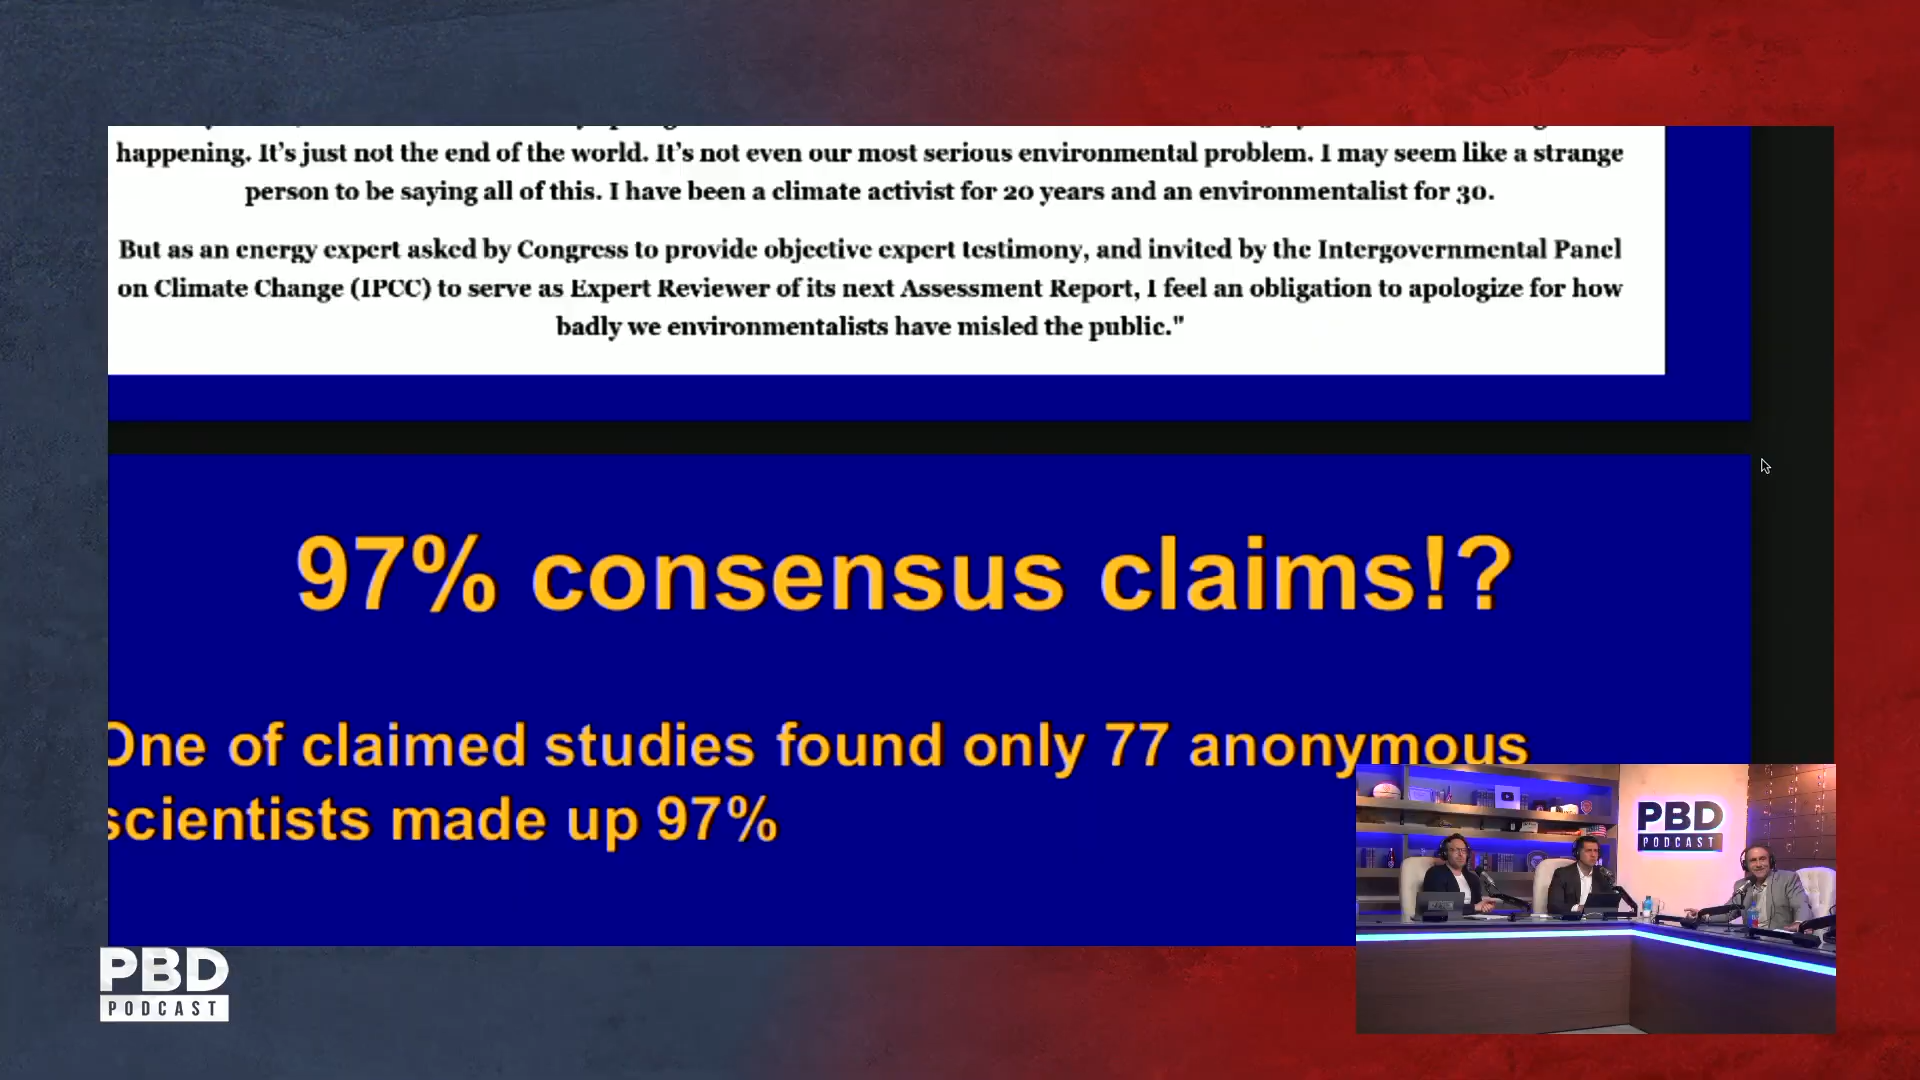 happening. It's just not the end of the world. It's not even our most serious environmental problem. I may seem like a strange
person to be saying all of this. I have been a climate activist for 20 years and an environmentalist for 30.
But as an energy expert asked by Congress to provide objective expert testimony, and invited by the Intergovernmental Panel
on Climate Change (IPCC) to serve as Expert Reviewer of its next Assessment Report, I feel an obligation to apologize for how
badly we environmentalists have misled the public."
97% consensus claims!?
One of claimed studies found only 77 anonymous
scientists made up 97%
PBD
PODCAST
PBD
PODCAST